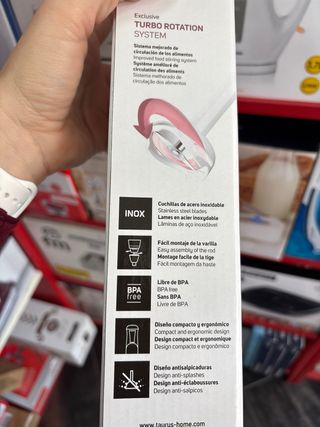 Exclusive
TURBO ROTATION
SYSTEM
Sistema mejorado de
circulación de los alimentos
Improved food stirring system
Système amélioré de
circulation des aliments
Sistema melhorado de
circulação dos alimentos
INOX
Cuchillas de acero inoxidable
Stainless steel blades
Lames en acier inoxydable
Lâminas de aço inoxidável
Fácil montaje de la varilla
Easy assembly of the rod
Montage facile de la tige
Fácil montagem da haste
BPA
free
Libre de BPA
BPA free
Sans BPA
Livre de BPA
Diseño compacto y ergonómico
Compact and ergonomic design
Design compact et ergonomique
Design compacto e ergonómico
Diseño antisalpicaduras
Design anti-splashes
Design anti-éclaboussures
Design anti-salpicos
www.taurus-home.com